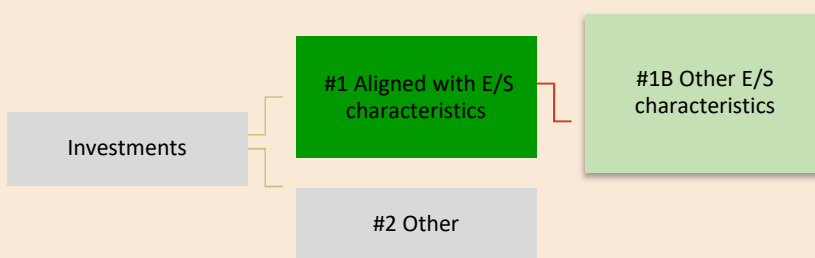 Investments
#1 Aligned with E/S
characteristics
#2 Other
#1B Other E/S
characteristics